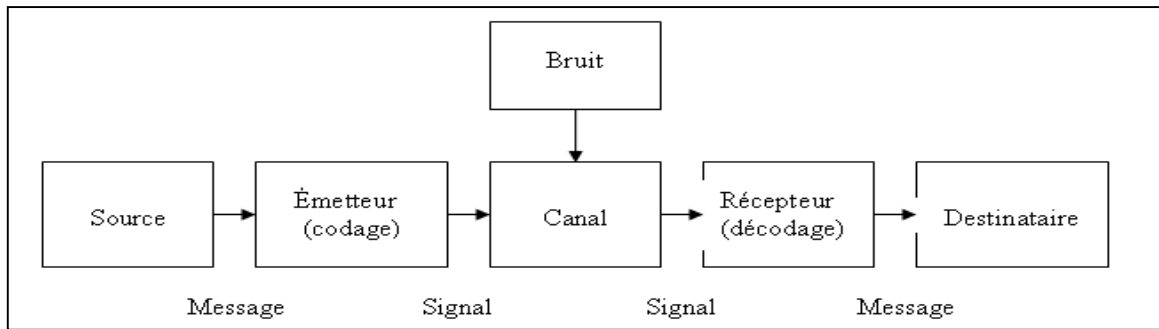 Bruit
Source
Émetteur
(codage)
Canal
Récepteur
(décodage)
Destinataire
Message
Signal
Signal
Message